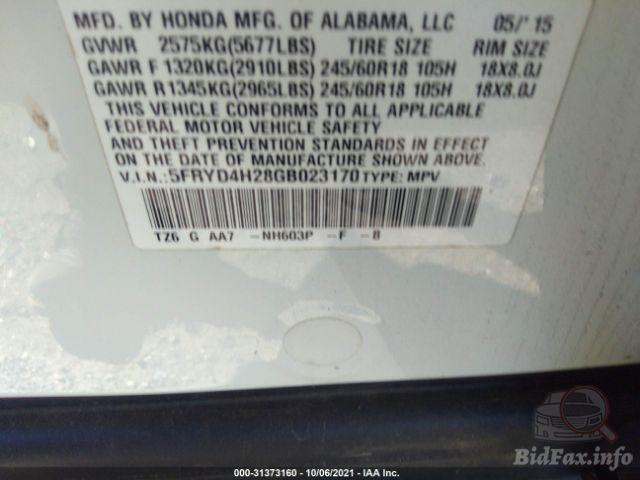 MFD. BY HONDA MFG. OF ALABAMA, LLC 05/'15
GVWR 2575KG(5677LBS) TIRE SIZE RIM SIZE
GAWR F 1320KG(2910LBS) 245/60R18 105H 18X8.0J
GAWR R 1345KG(2965LBS) 245/60R18 105H 18X8.0J
THIS VEHICLE CONFORMS TO ALL APPLICABLE
FEDERAL MOTOR VEHICLE SAFETY
AND THEFT PREVENTION STANDARDS IN EFFECT
ON THE DATE OF MANUFACTURE SHOWN ABOVE.
V.I.N.: 5FRYD4H28GB023170 TYPE: MPV
TZ6 G AA7 -NH603P -F -8
BidFax.info
000-31373160 - 10/06/2021 - IAA Inc.